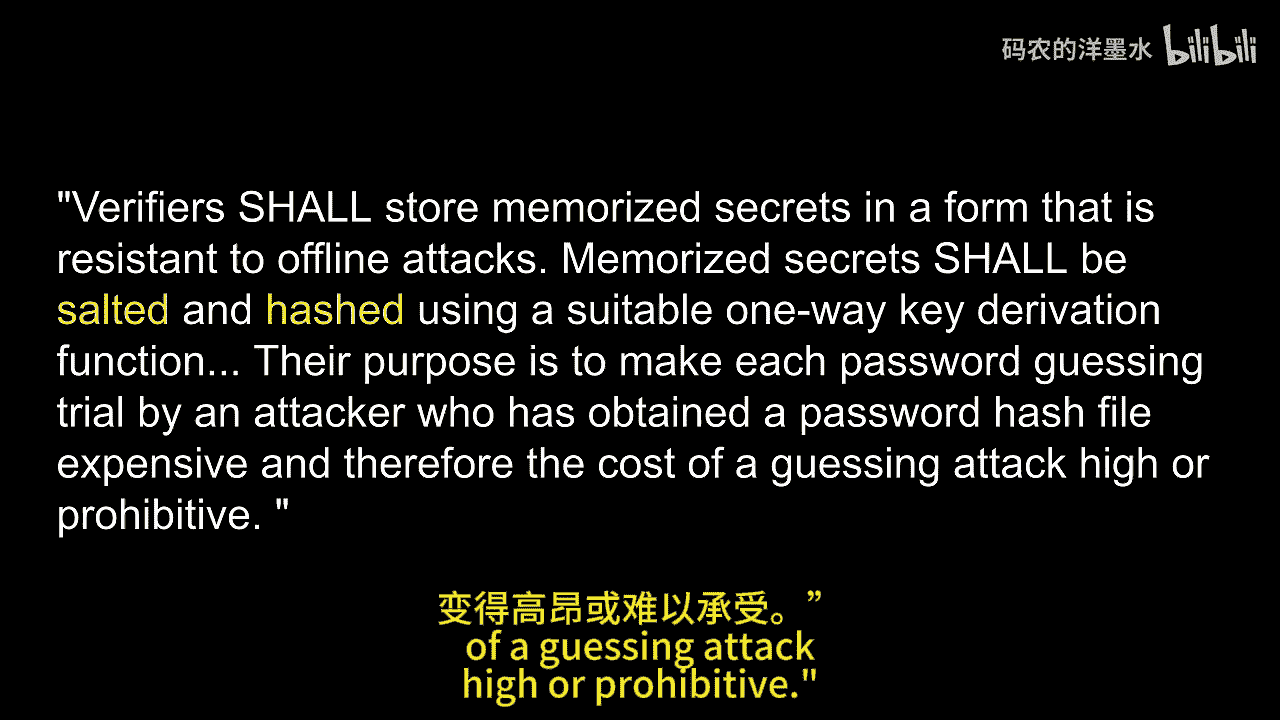 码农的洋墨水 bilibili
"Verifiers SHALL store memorized secrets in a form that is
resistant to offline attacks. Memorized secrets SHALL be
salted and hashed using a suitable one-way key derivation
function... Their purpose is to make each password guessing
trial by an attacker who has obtained a password hash file
expensive and therefore the cost of a guessing attack high or
prohibitive. "
变得高昂或难以承受。”
of a guessing attack
high or prohibitive."